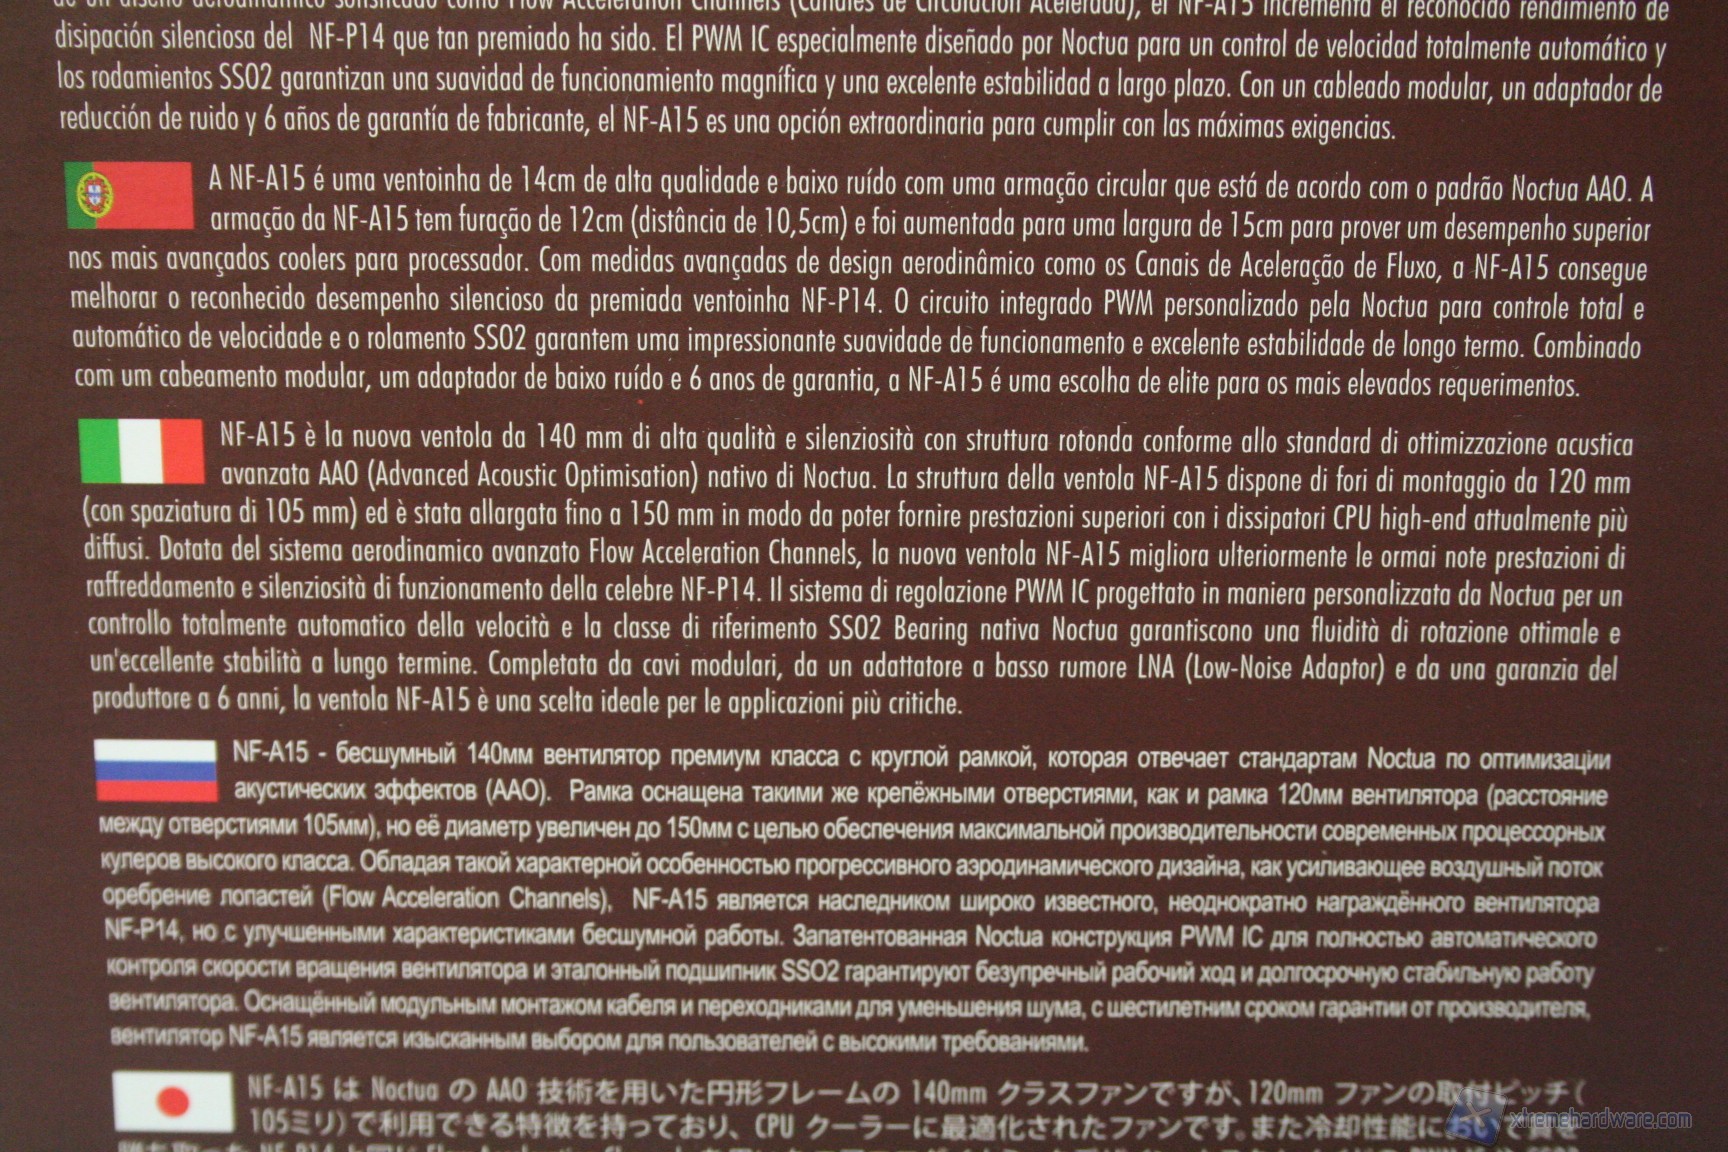 de un diseño aerodinámico sofisticado como Flow Acceleration Channels (Canales de Circulación Acelerada), el NF-A15 incrementa el reconocido rendimiento de
disipación silenciosa del NF-P14 que tan premiado ha sido. El PWM IC especialmente diseñado por Noctua para un control de velocidad totalmente automático y
los rodamientos SSO2 garantizan una suavidad de funcionamiento magnífica y una excelente estabilidad a largo plazo. Con un cableado modular, un adaptador de
reducción de ruido y 6 años de garantía de fabricante, el NF-A15 es una opción extraordinaria para cumplir con las máximas exigencias.
A NF-A15 é uma ventoinha de 14cm de alta qualidade e baixo ruído com uma armação circular que está de acordo com o padrão Noctua AAO. A
armação da NF-A15 tem furação de 12cm (distância de 10,5cm) e foi aumentada para uma largura de 15cm para prover um desempenho superior
nos mais avançados coolers para processador. Com medidas avançadas de design aerodinâmico como os Canais de Aceleração de Fluxo, a NF-A15 consegue
melhorar o reconhecido desempenho silencioso da premiada ventoinha NF-P14. O circuito integrado PWM personalizado pela Noctua para controle total e
automático de velocidade e o rolamento SSO2 garantem uma impressionante suavidade de funcionamento e excelente estabilidade de longo termo. Combinado
com um cabeamento modular, um adaptador de baixo ruído e 6 anos de garantia, a NF-A15 é uma escolha de elite para os mais elevados requerimentos.
NF-A15 è la nuova ventola da 140 mm di alta qualità e silenziosità con struttura rotonda conforme allo standard di ottimizzazione acustica
avanzata AAO (Advanced Acoustic Optimisation) nativo di Noctua. La struttura della ventola NF-A15 dispone di fori di montaggio da 120 mm
(con spaziatura di 105 mm) ed è stata allargata fino a 150 mm in modo da poter fornire prestazioni superiori con i dissipatori CPU high-end attualmente più
diffusi. Dotata del sistema aerodinamico avanzato Flow Acceleration Channels, la nuova ventola NF-A15 migliora ulteriormente le ormai note prestazioni di
raffreddamento e silenziosità di funzionamento della celebre NF-P14. Il sistema di regolazione PWM IC progettato in maniera personalizzata da Noctua per un
controllo totalmente automatico della velocità e la classe di riferimento SSO2 Bearing nativa Noctua garantiscono una fluidità di rotazione ottimale e
un'eccellente stabilità a lungo termine. Completata da cavi modulari, da un adattatore a basso rumore LNA (Low-Noise Adaptor) e da una garanzia del
produttore a 6 anni, la ventola NF-A15 è una scelta ideale per le applicazioni più critiche.
NF-A15 - бесшумный 140мм вентилятор премиум класса с круглой рамкой, которая отвечает стандартам Noctua по оптимизации
акустических эффектов (AAO). Рамка оснащена такими же крепёжными отверстиями, как и рамка 120мм вентилятора (расстояние
между отверстиями 105мм), но её диаметр увеличен до 150мм с целью обеспечения максимальной производительности современных процессорных
кулеров высокого класса. Обладая такой характерной особенностью прогрессивного аэродинамического дизайна, как усиливающее воздушный поток
оребрение лопастей (Flow Acceleration Channels), NF-A15 является наследником широко известного, неоднократно награждённого вентилятора
NF-P14, но с улучшенными характеристиками бесшумной работы. Запатентованная Noctua конструкция PWM IC для полностью автоматического
контроля скорости вращения вентилятора и эталонный подшипник SSO2 гарантируют безупречный рабочий ход и долгосрочную стабильную работу
вентилятора. Оснащённый модульным монтажом кабеля и переходниками для уменьшения шума, с шестилетним сроком гарантии от производителя,
вентилятор NF-A15 является изысканным выбором для пользователей с высокими требованиями.
NF-A15 は Noctua の AAO 技術を用いた円形フレームの 140mm クラスファンですが、120mm ファンの取付ピッチ(
105ミリ)で利用できる特徴を持っており、CPU クーラーに最適化されたファンです。また冷却性能において
xtremehardware.com